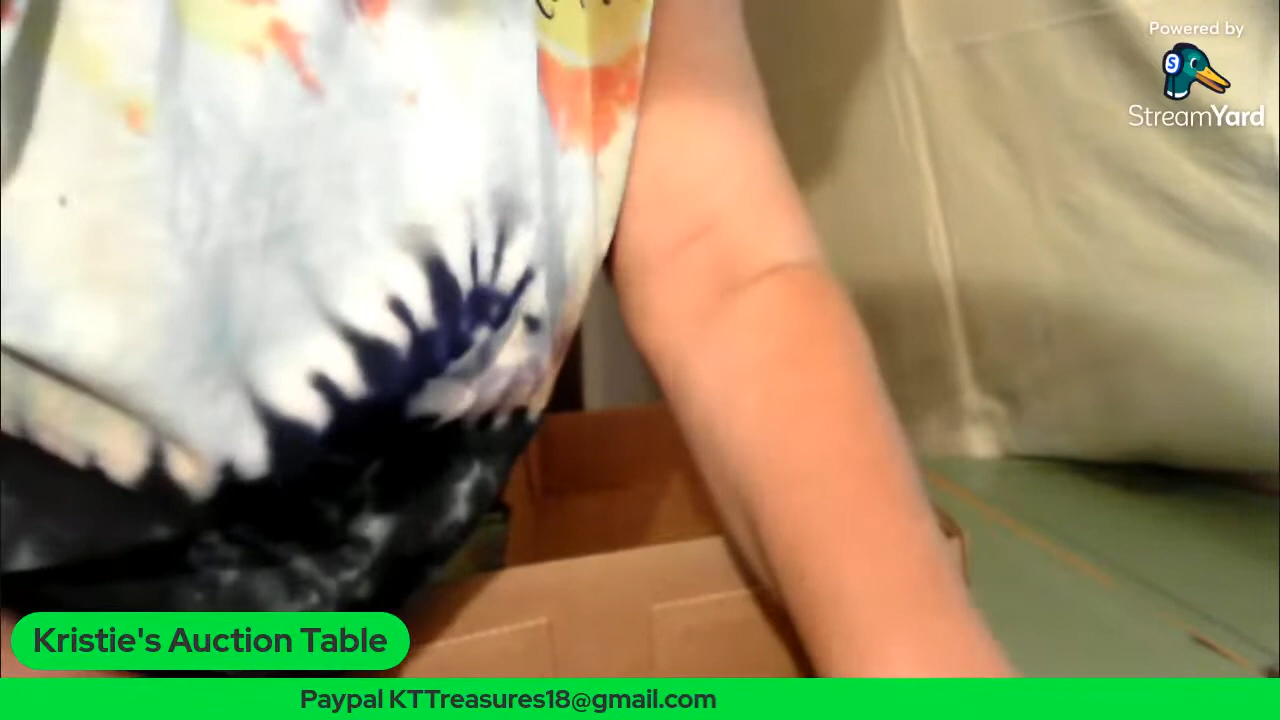 Powered by
S
StreamYard
Kristie's Auction Table
Paypal KTTreasures18@gmail.com